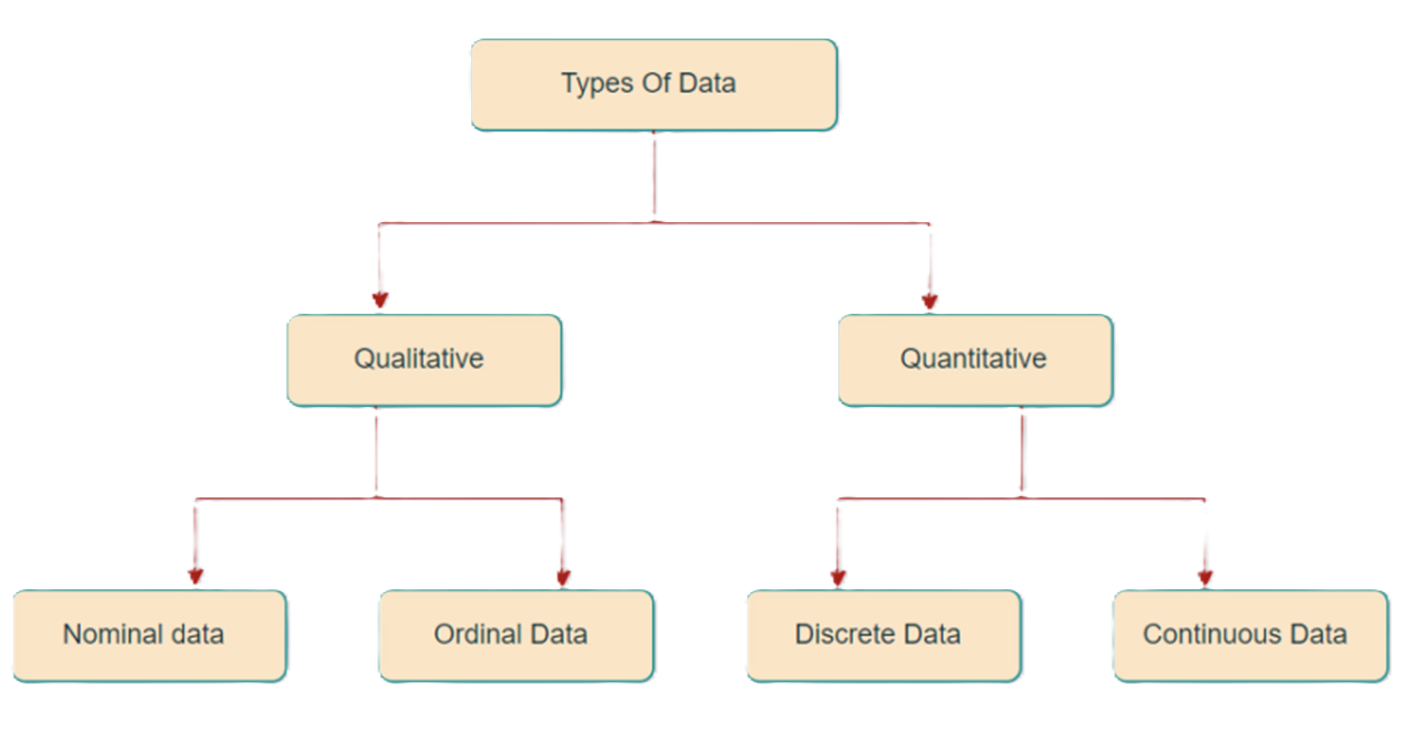 Types Of Data
Qualitative
Quantitative
Nominal data
Ordinal Data
Discrete Data
Continuous Data